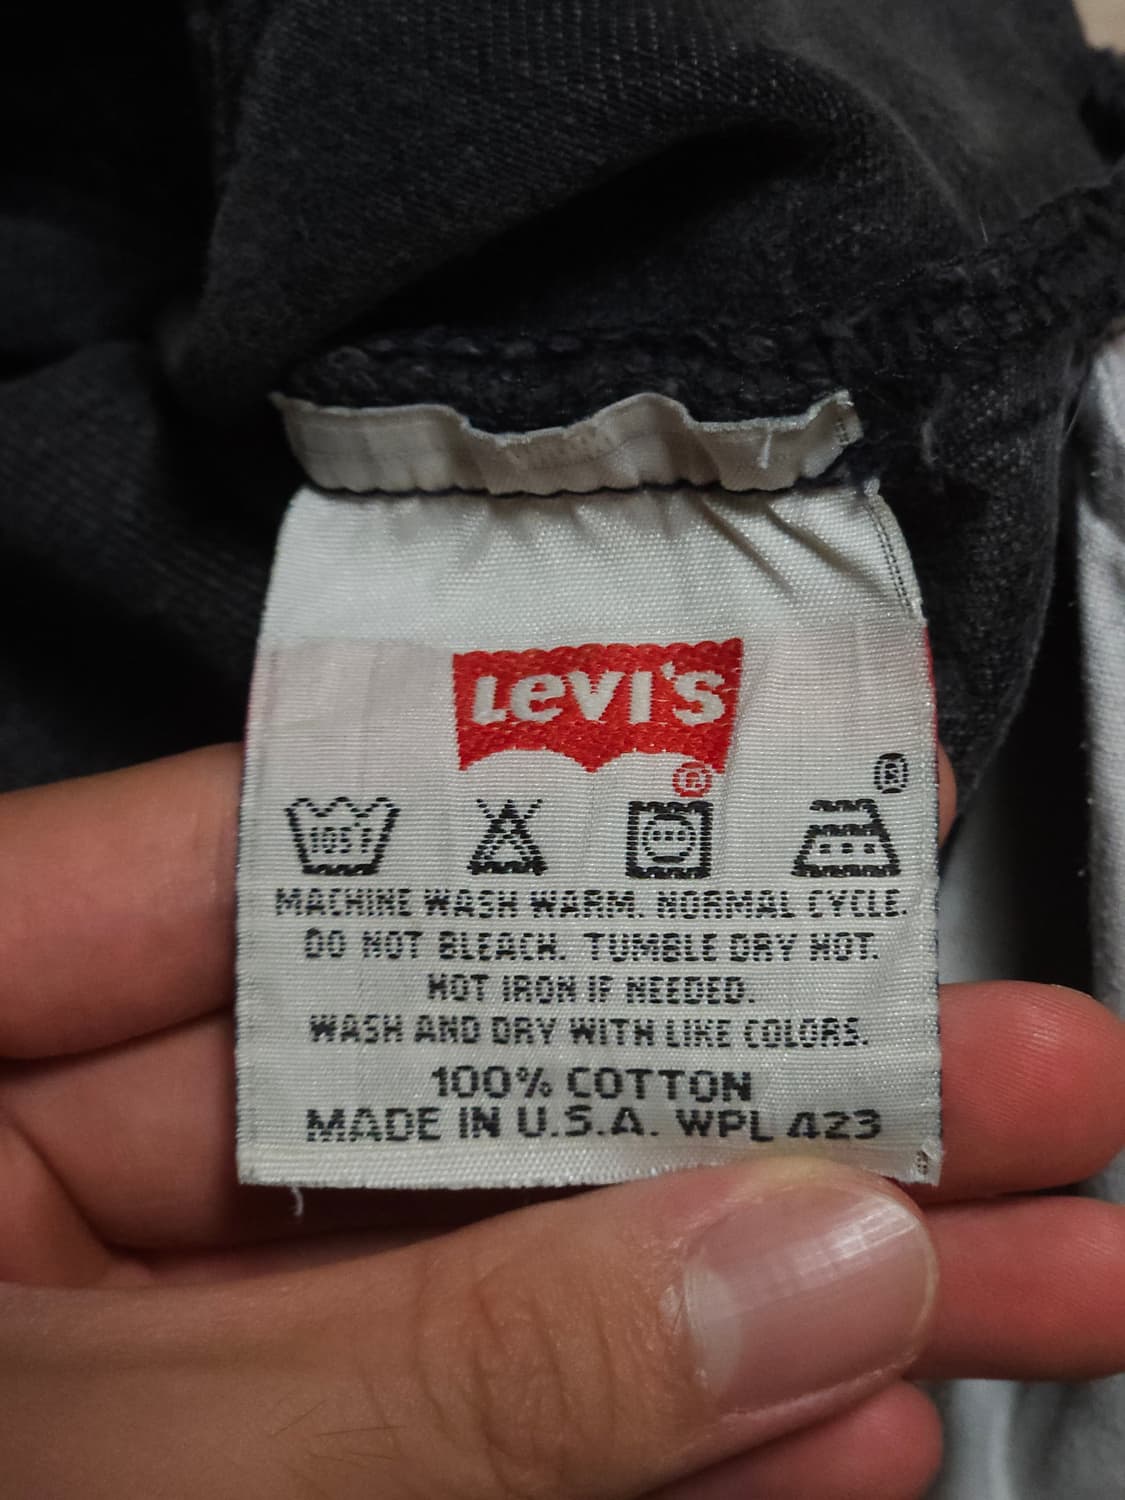 Levi's
®
®
105°F
MACHINE WASH WARM. NORMAL CYCLE.
DO NOT BLEACH. TUMBLE DRY HOT.
HOT IRON IF NEEDED.
WASH AND DRY WITH LIKE COLORS.
100% COTTON
MADE IN U.S.A. WPL 423